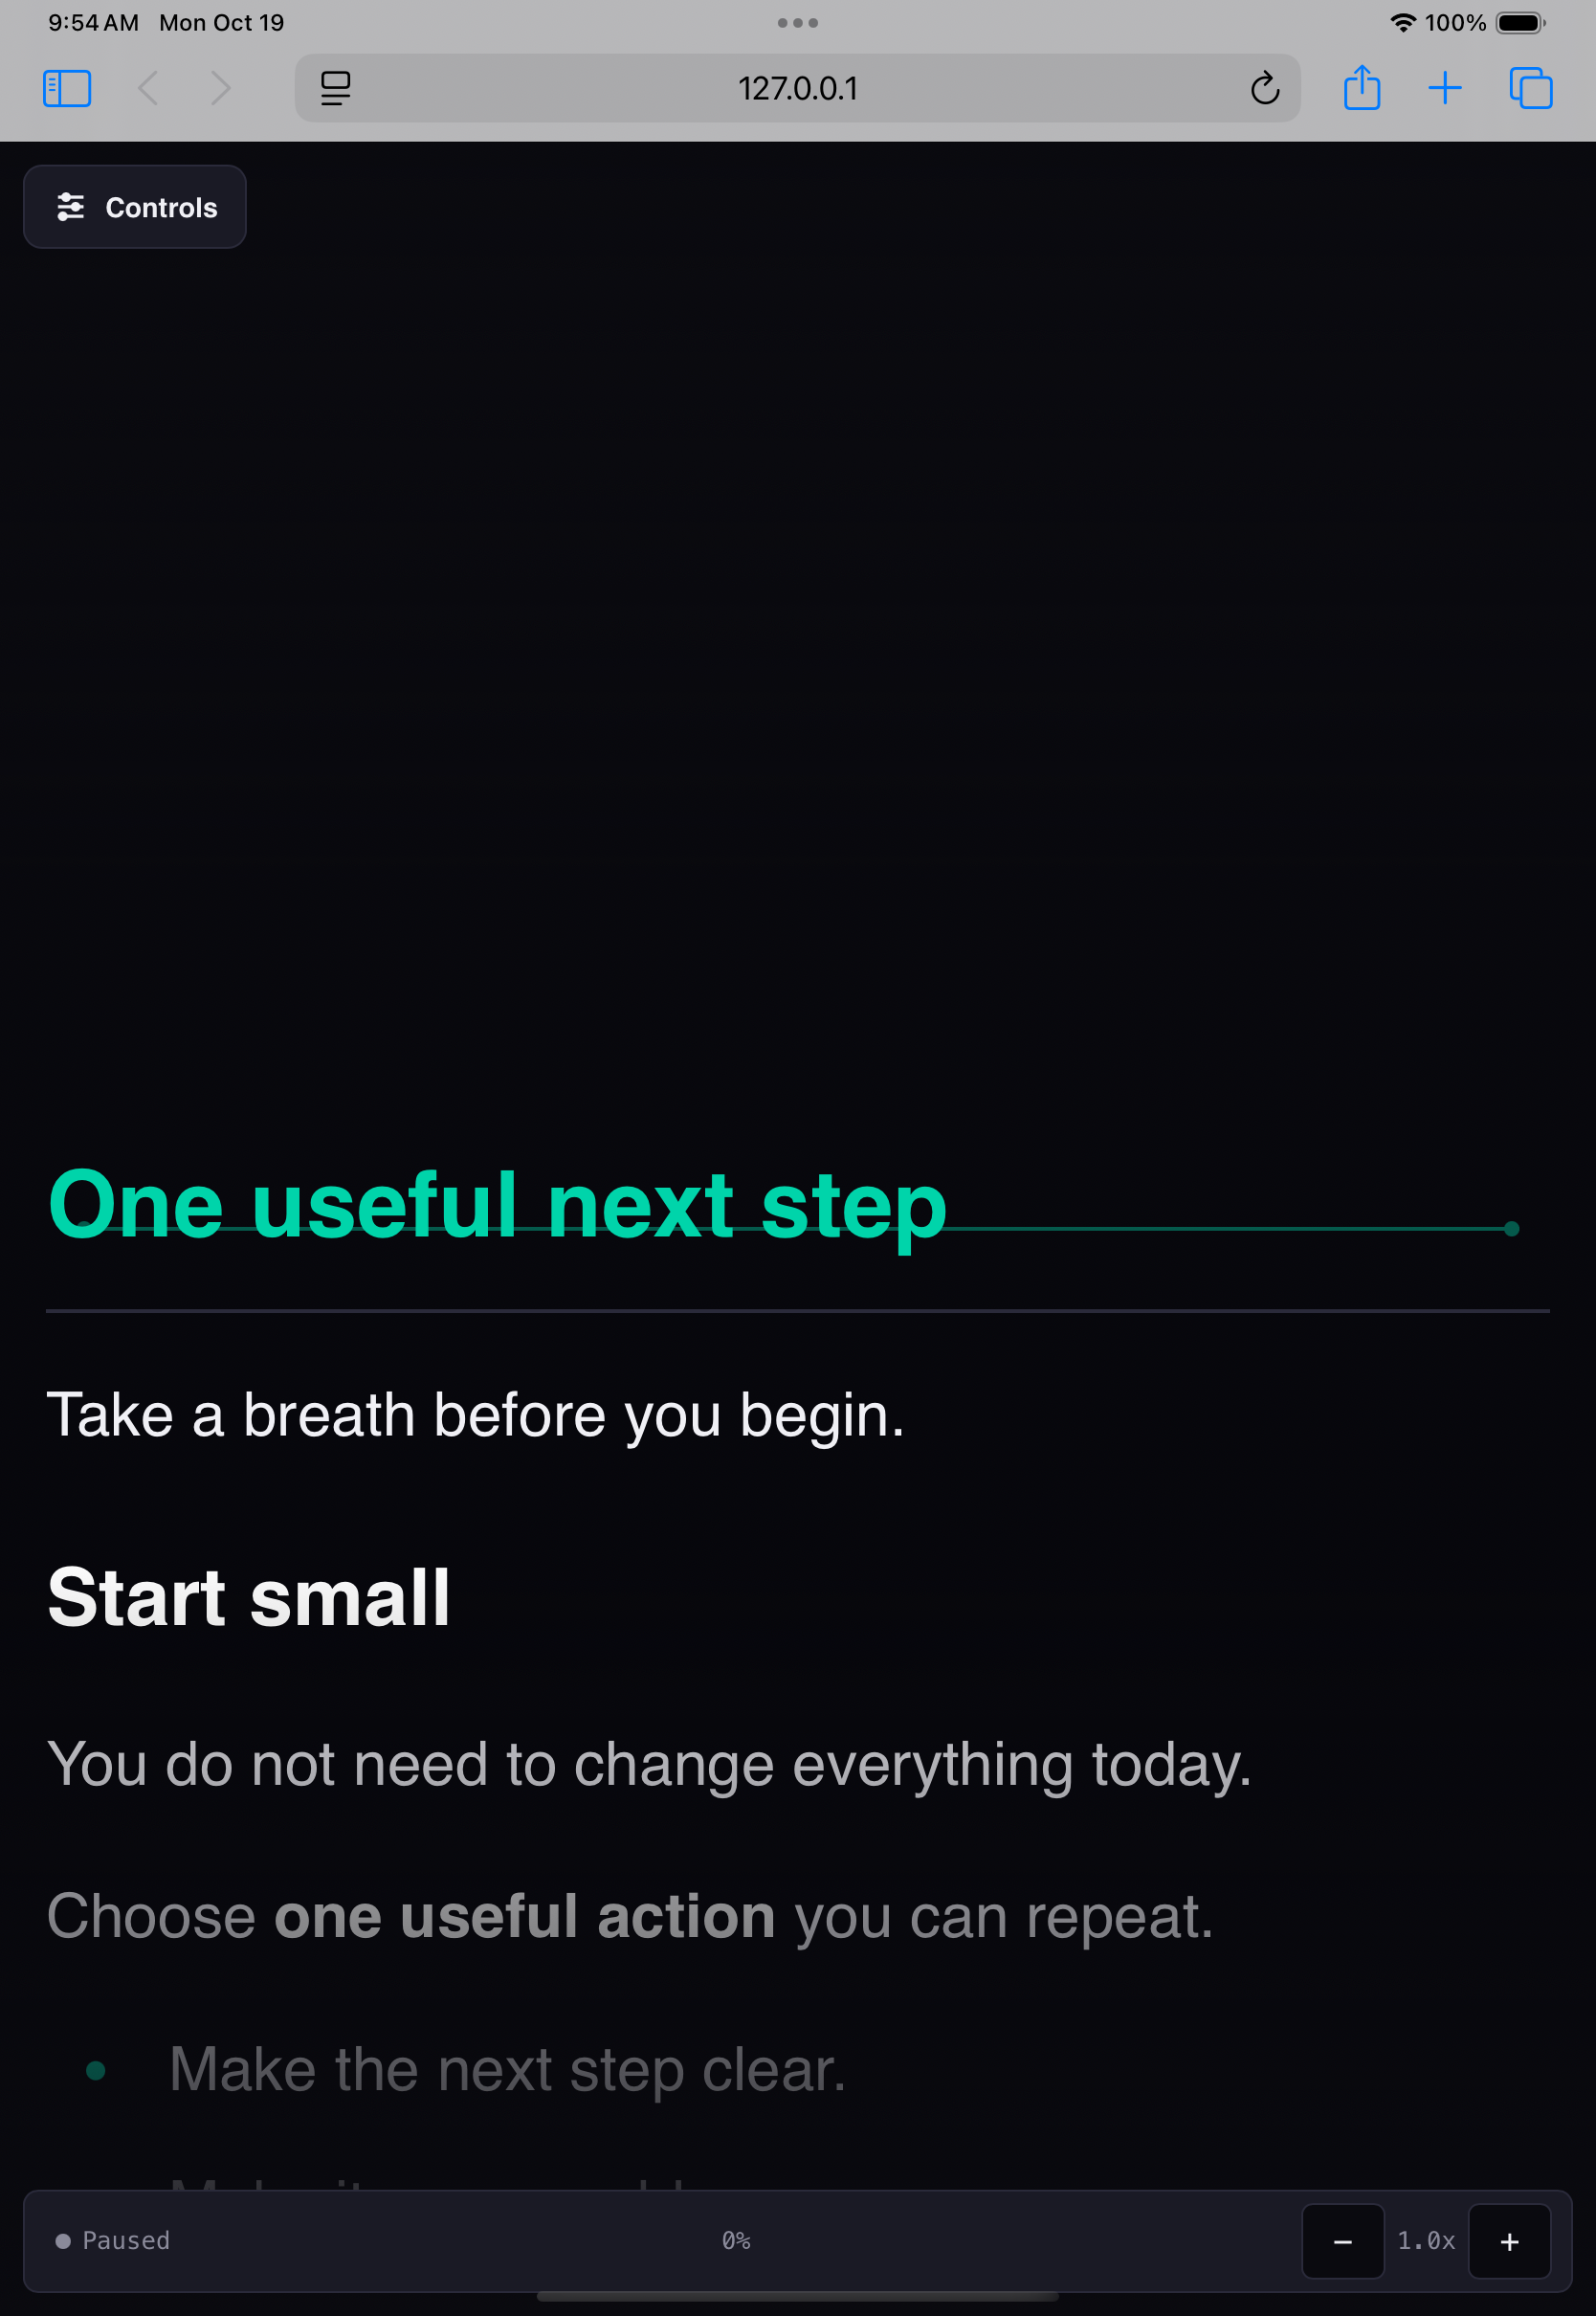 9:54 AM Mon Oct 19
100%
127.0.0.1
Controls
One useful next step
Take a breath before you begin.
Start small
You do not need to change everything today.
Choose one useful action you can repeat.
Make the next step clear.
Paused
0%
− 1.0x +